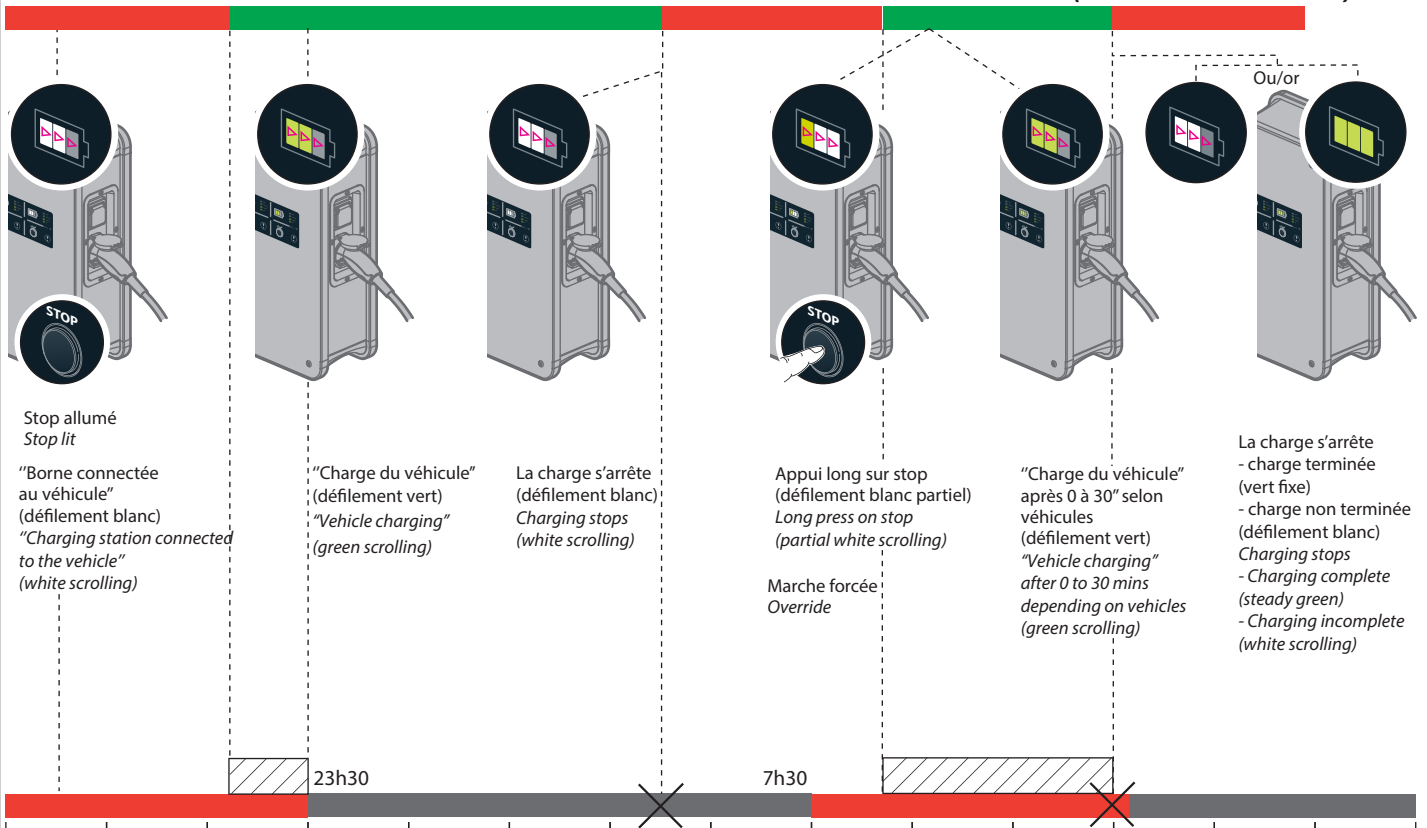 Ou/or
STOP
STOP
Stop allumé
Stop lit
‘‘Borne connectée
au véhicule’’
(défilement blanc)
‘‘Charging station connected
to the vehicle’’
(white scrolling)
‘‘Charge du véhicule’’
(défilement vert)
‘‘Vehicle charging’’
(green scrolling)
La charge s’arrête
(défilement blanc)
Charging stops
(white scrolling)
Appui long sur stop
(défilement blanc partiel)
Long press on stop
(partial white scrolling)
Marche forcée
Override
‘‘Charge du véhicule’’
après 0 à 30’’ selon
véhicules
(défilement vert)
‘‘Vehicle charging’’
after 0 to 30 mins
depending on vehicles
(green scrolling)
La charge s’arrête
- charge terminée
(vert fixe)
- charge non terminée
(défilement blanc)
Charging stops
- Charging complete
(steady green)
- Charging incomplete
(white scrolling)
23h30
7h30